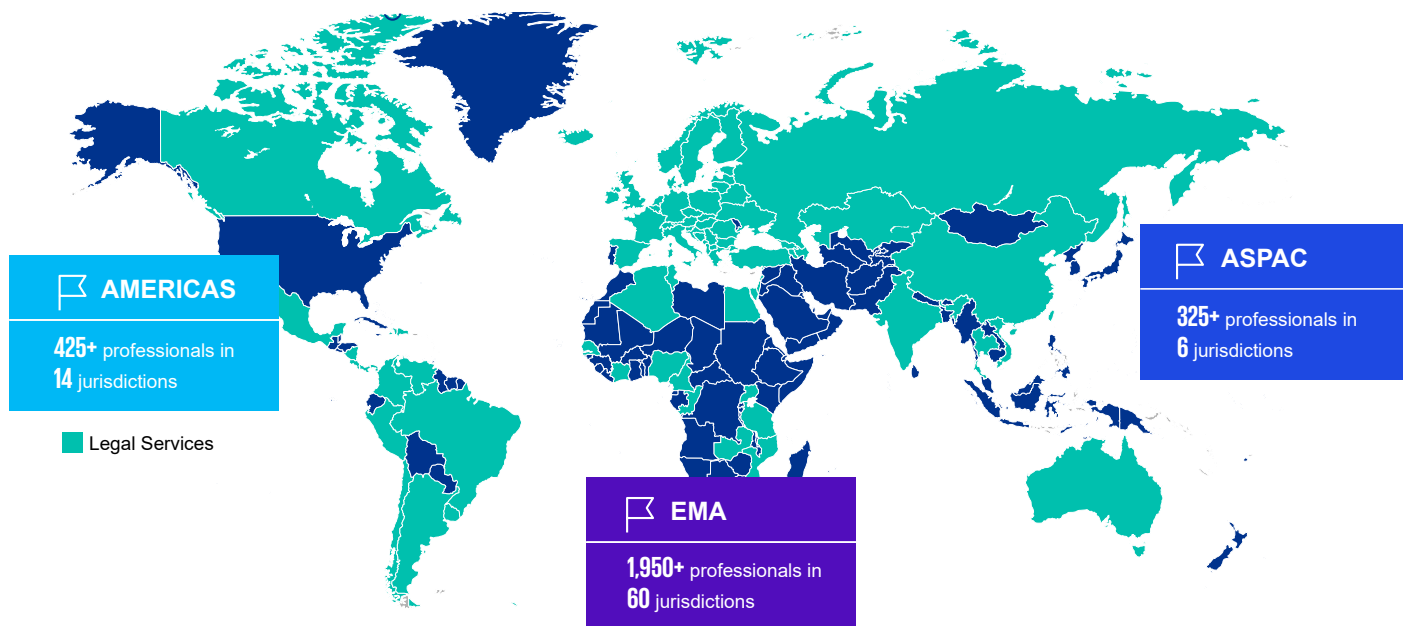 AMERICAS
425+ professionals in
14 jurisdictions
Legal Services
EMA
1,950+ professionals in
60 jurisdictions
ASPAC
325+ professionals in
6 jurisdictions